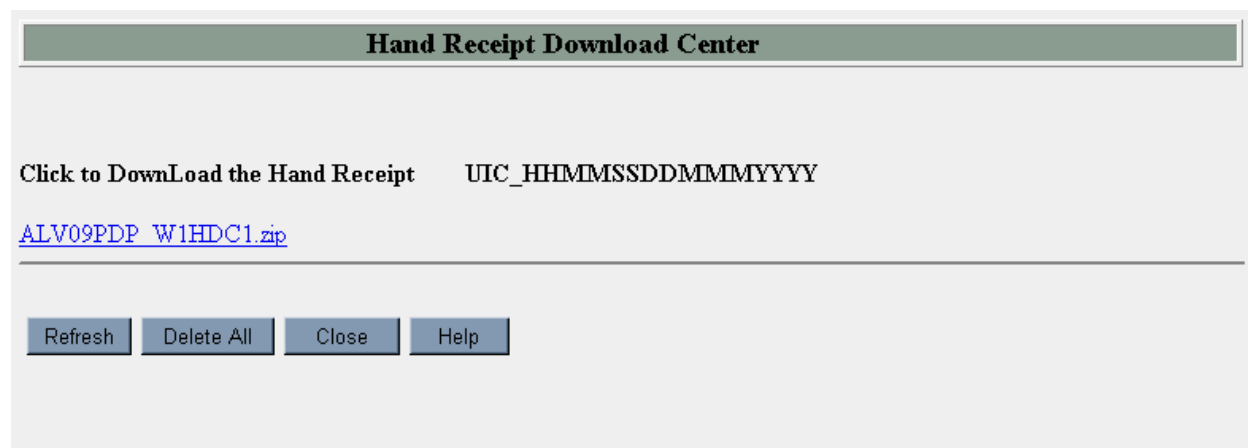 Hand Receipt Download Center
Click to DownLoad the Hand Receipt UIC_HHMMSSDDMMMYYYY
ALV09PDP_W1HDC1.zip
Refresh Delete All Close Help